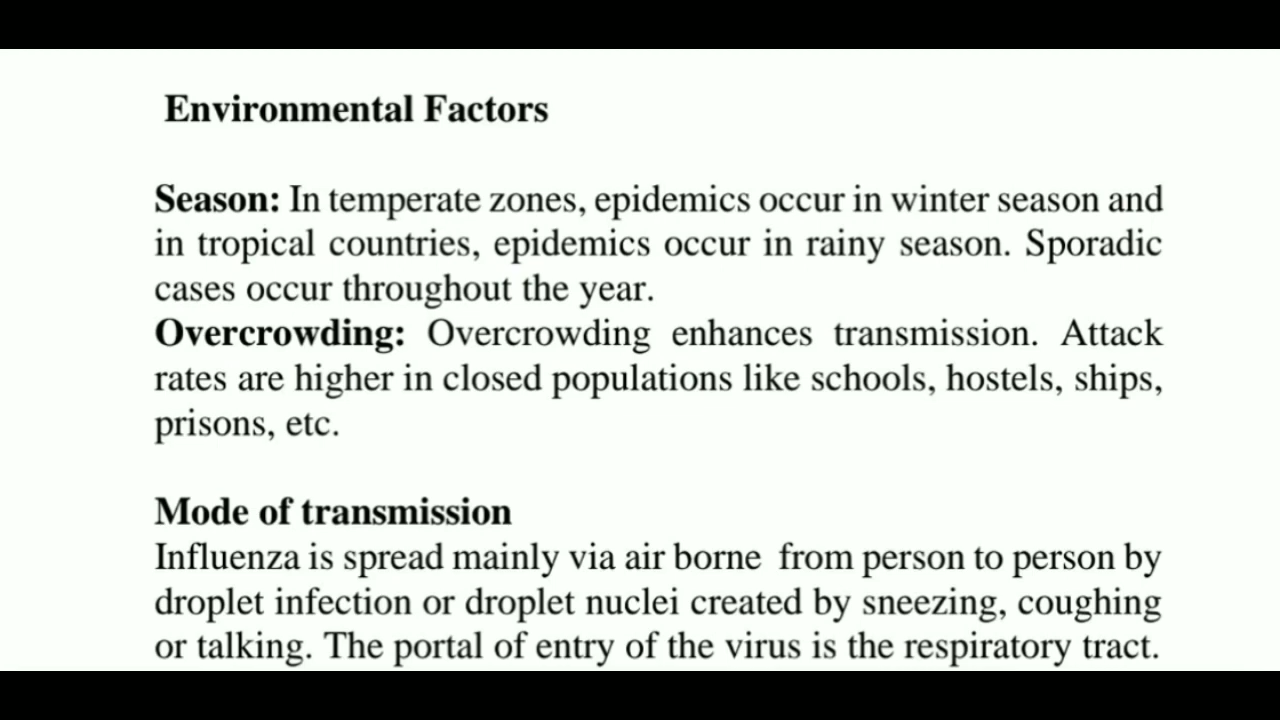 Environmental Factors
Season: In temperate zones, epidemics occur in winter season and
in tropical countries, epidemics occur in rainy season. Sporadic
cases occur throughout the year.
Overcrowding: Overcrowding enhances transmission. Attack
rates are higher in closed populations like schools, hostels, ships,
prisons, etc.
Mode of transmission
Influenza is spread mainly via air borne from person to person by
droplet infection or droplet nuclei created by sneezing, coughing
or talking. The portal of entry of the virus is the respiratory tract.